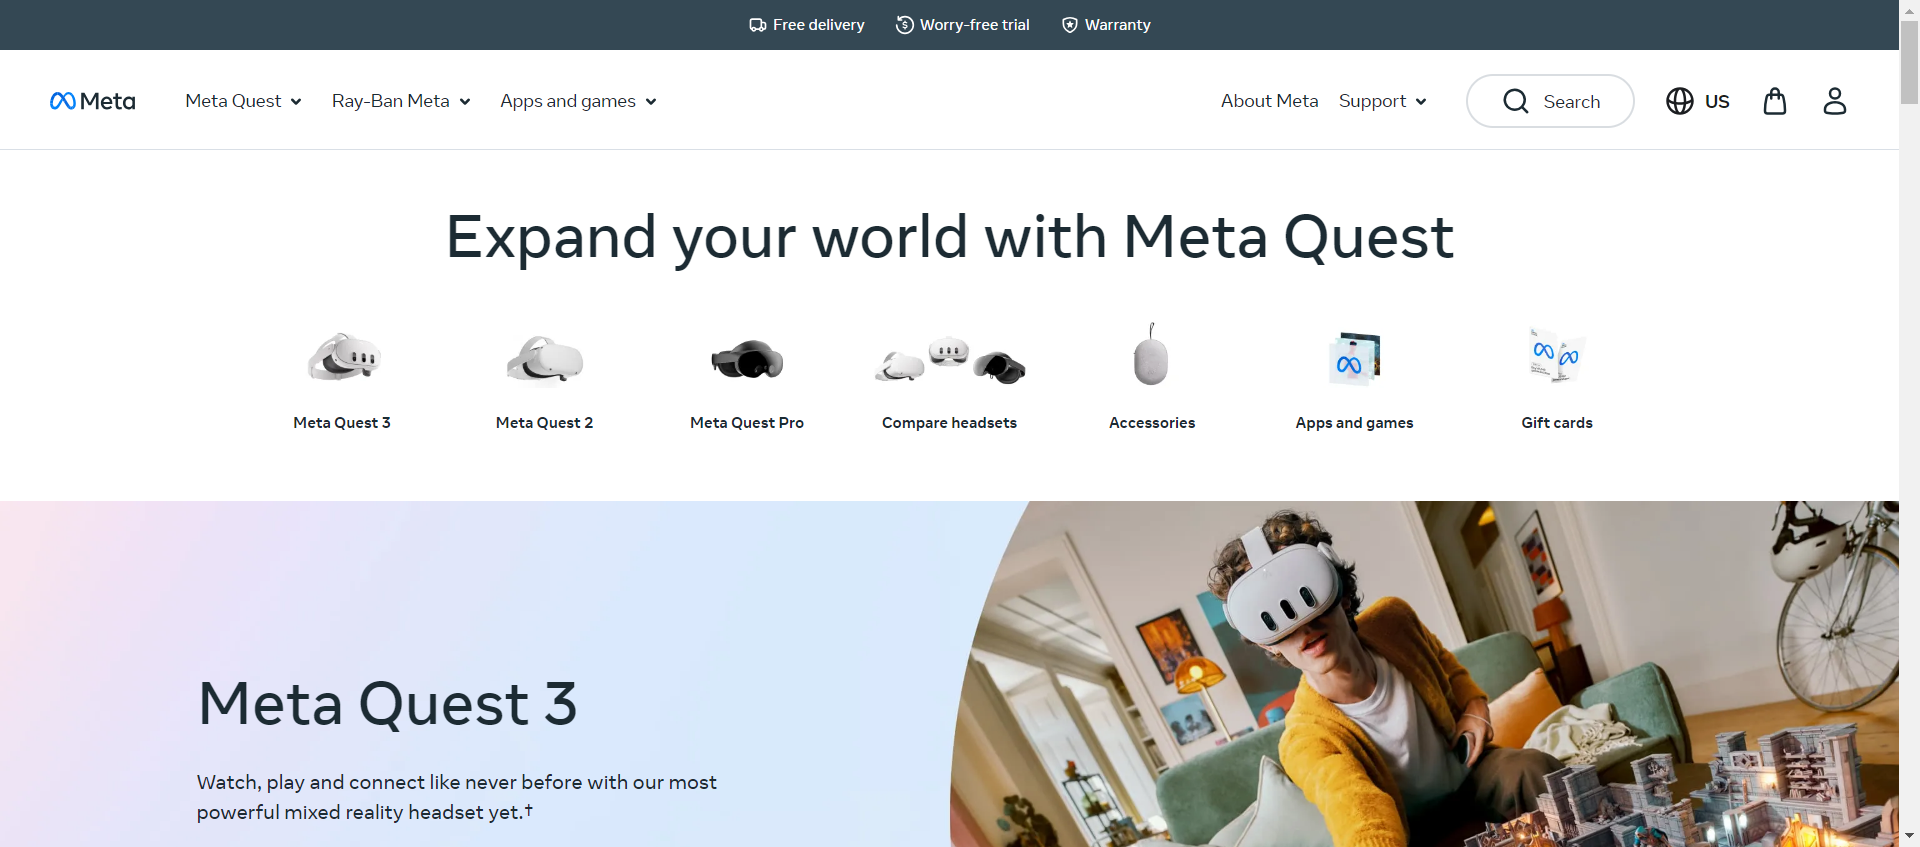 Free delivery
Worry-free trial
Warranty
Meta
Meta Quest
Ray-Ban Meta
Apps and games
About Meta
Support
Search
US
Expand your world with Meta Quest
Meta Quest 3
Meta Quest 2
Meta Quest Pro
Compare headsets
Accessories
Apps and games
Gift cards
Meta Quest 3
Watch, play and connect like never before with our most
powerful mixed reality headset yet.†